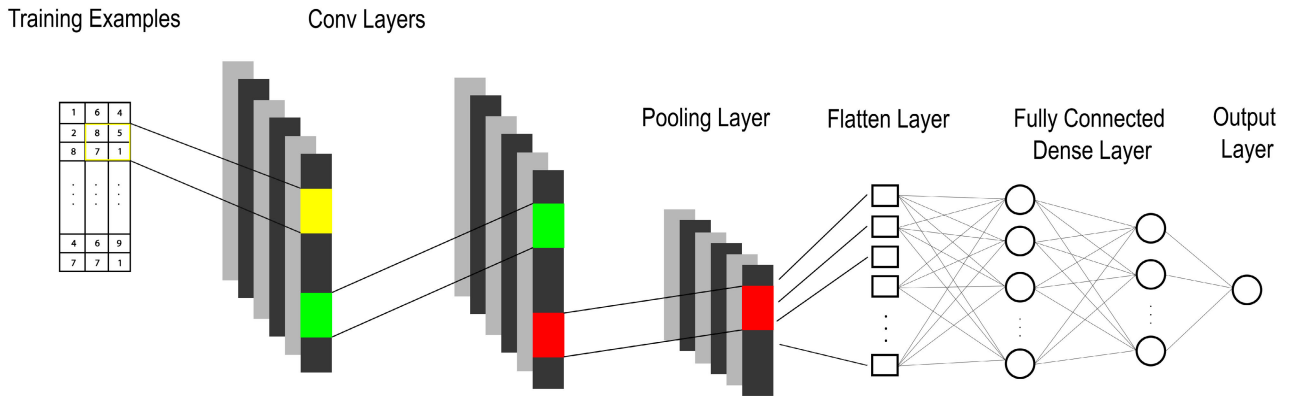 Training Examples
Conv Layers
Pooling Layer
Flatten Layer
Fully Connected
Dense Layer
Output
Layer
1 6 4
2 8 5
8 7 1
4 6 9
7 7 1